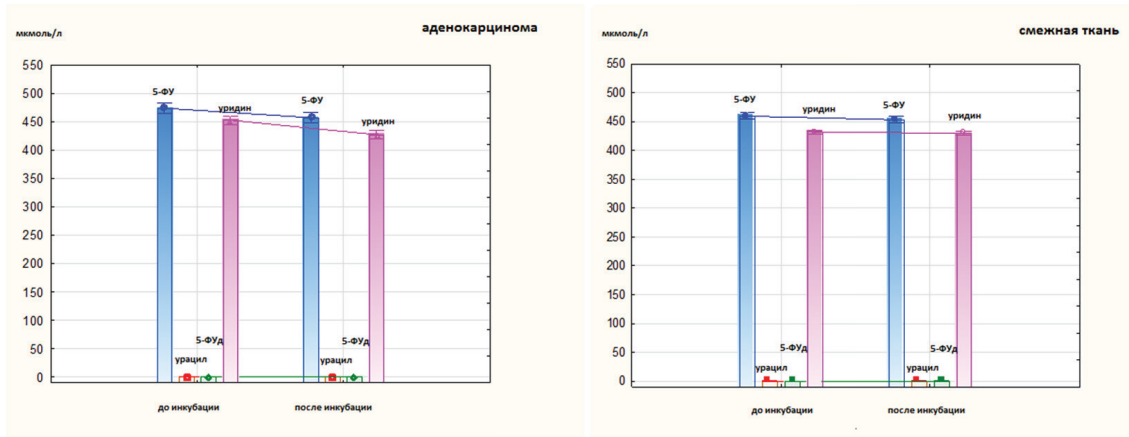 аденокарцинома
мкмоль/л
550
500
450
400
350
300
250
200
150
100
50
0
5-ФУ
уридин
5-ФУ
уридин
5-ФУд
урацил
5-ФУд
урацил
до инкубации
после инкубации
смежная ткань
мкмоль/л
550
500
450
400
350
300
250
200
150
100
50
0
5-ФУ
уридин
5-ФУ
уридин
5-ФУд
урацил
5-ФУд
урацил
до инкубации
после инкубации